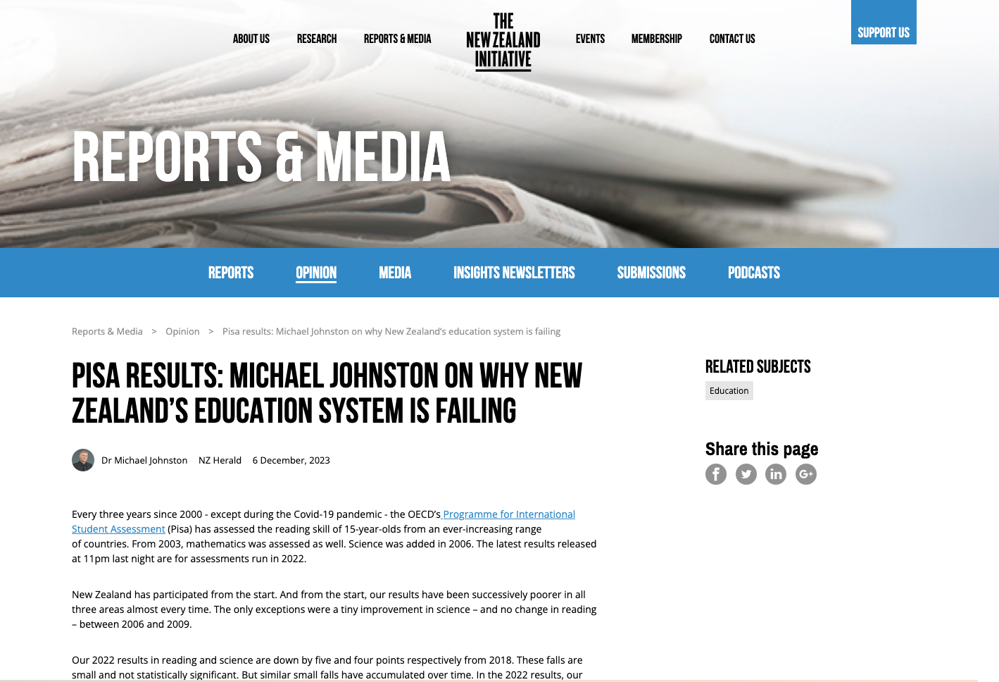 ABOUT US
RESEARCH
REPORTS & MEDIA
THE
NEW ZEALAND
INITIATIVE
EVENTS
MEMBERSHIP
CONTACT US
SUPPORT US
REPORTS & MEDIA
REPORTS
OPINION
MEDIA
INSIGHTS NEWSLETTERS
SUBMISSIONS
PODCASTS
Reports & Media > Opinion > Pisa results: Michael Johnston on why New Zealand’s education system is failing
PISA RESULTS: MICHAEL JOHNSTON ON WHY NEW
ZEALAND’S EDUCATION SYSTEM IS FAILING
Dr Michael Johnston NZ Herald 6 December, 2023
Every three years since 2000 - except during the Covid-19 pandemic - the OECD’s Programme for International
Student Assessment (Pisa) has assessed the reading skill of 15-year-olds from an ever-increasing range
of countries. From 2003, mathematics was assessed as well. Science was added in 2006. The latest results released
at 11pm last night are for assessments run in 2022.
New Zealand has participated from the start. And from the start, our results have been successively poorer in all
three areas almost every time. The only exceptions were a tiny improvement in science – and no change in reading
– between 2006 and 2009.
Our 2022 results in reading and science are down by five and four points respectively from 2018. These falls are
small and not statistically significant. But similar small falls have accumulated over time. In the 2022 results, our
RELATED SUBJECTS
Education
Share this page